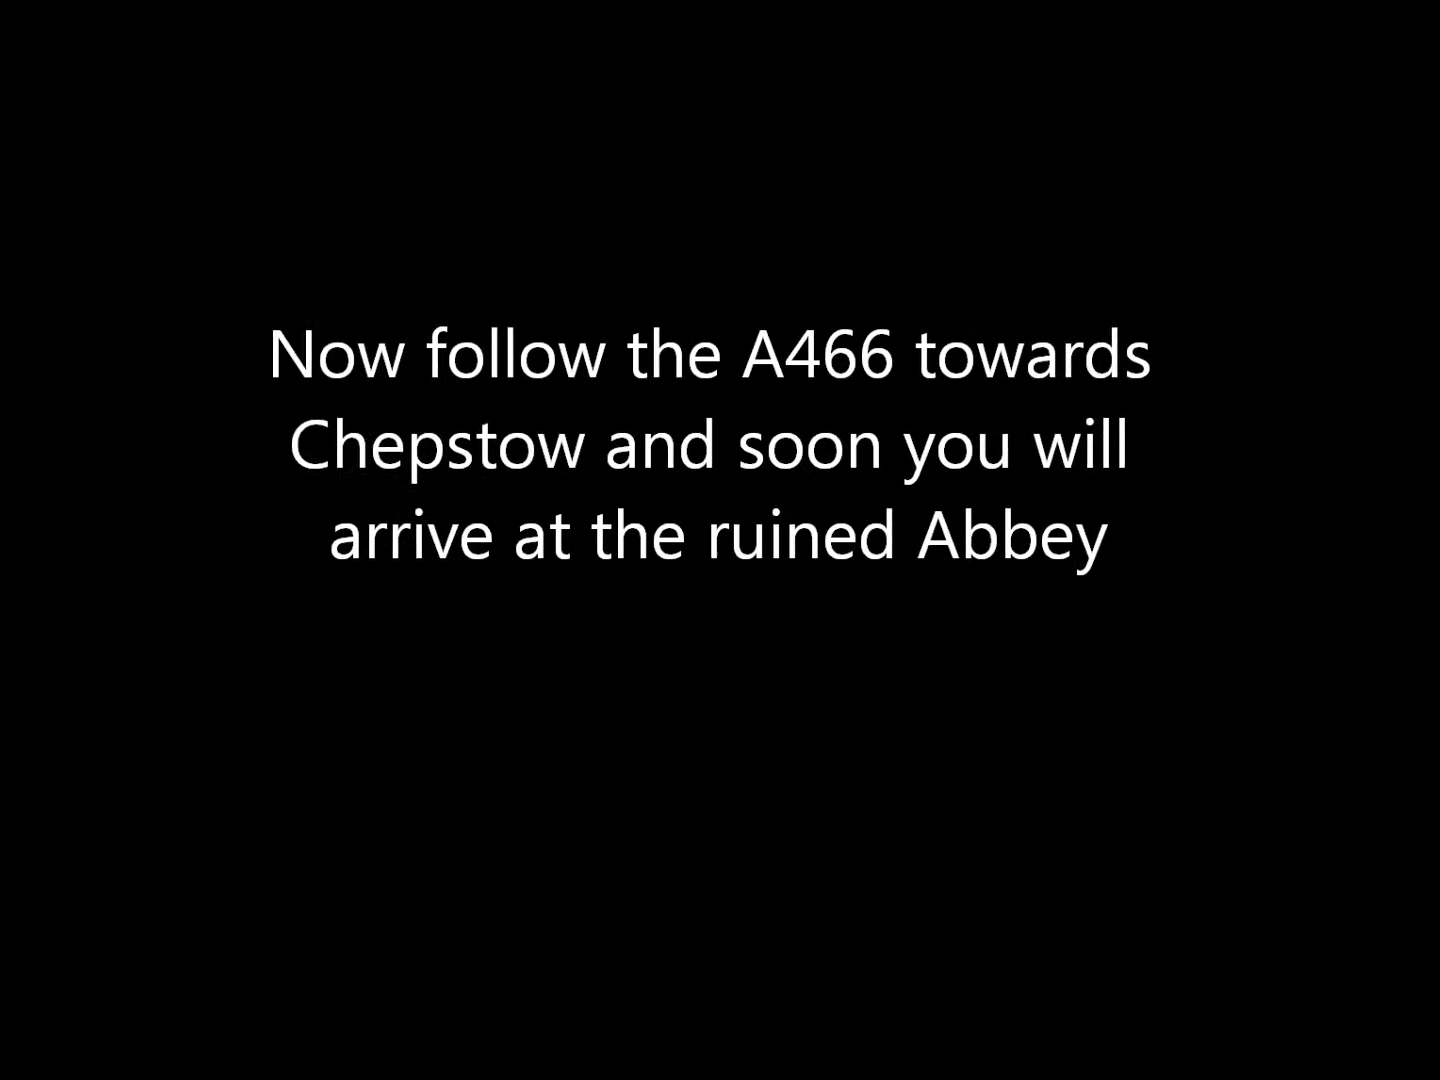 Now follow the A466 towards
Chepstow and soon you will
arrive at the ruined Abbey